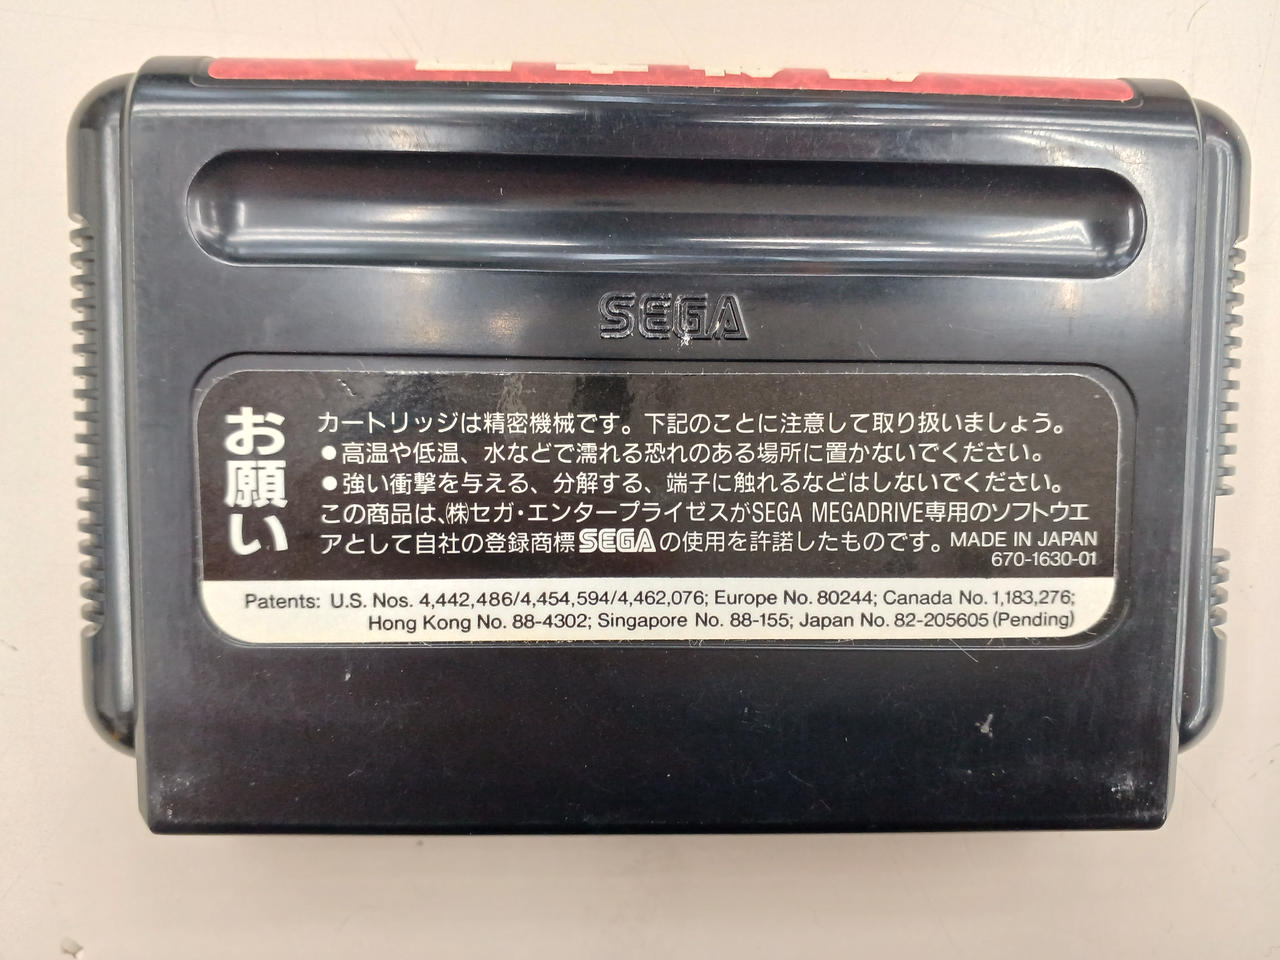 SEGA
お願い
カートリッジは精密機械です。下記のことに注意して取り扱いましょう。
●高温や低温、水などで濡れる恐れのある場所に置かないでください。
●強い衝撃を与える、分解する、端子に触れるなどはしないでください。
この商品は、㈱セガ・エンタープライゼスがSEGA MEGADRIVE専用のソフトウエ
アとして自社の登録商標SEGAの使用を許諾したものです。MADE IN JAPAN
670-1630-01
Patents: U.S. Nos. 4,442,486/4,454,594/4,462,076; Europe No. 80244; Canada No. 1,183,276;
Hong Kong No. 88-4302; Singapore No. 88-155; Japan No. 82-205605 (Pending)